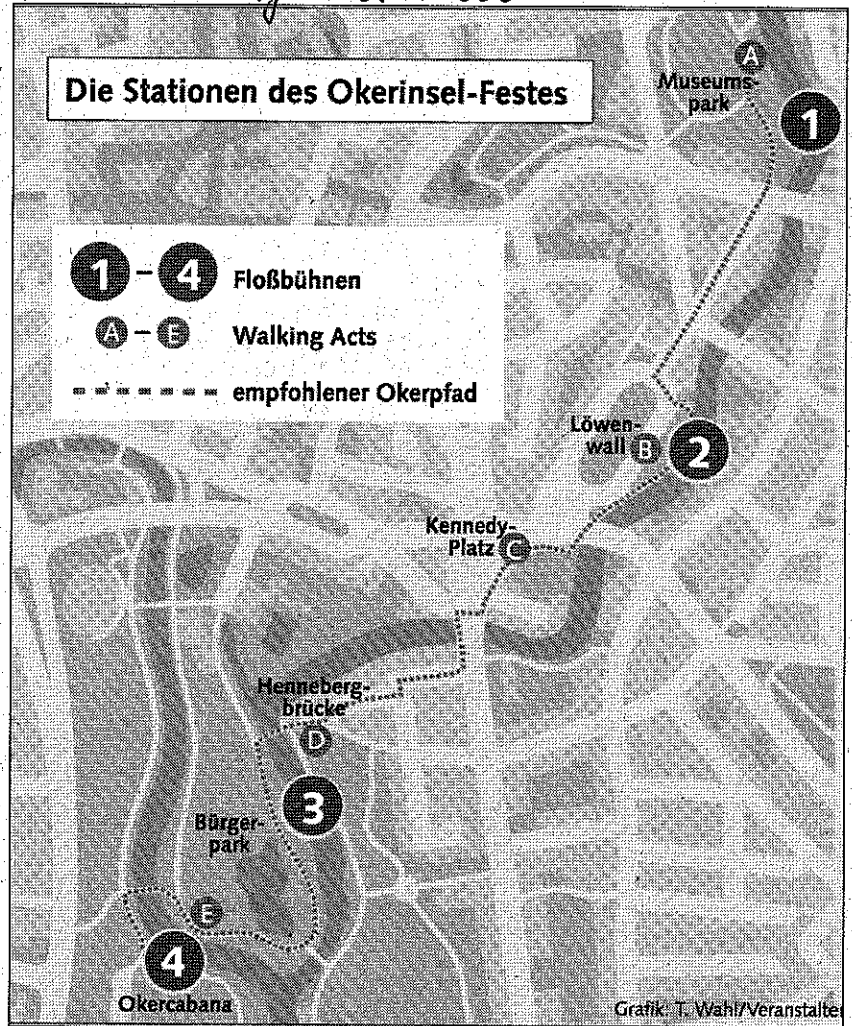 Die Stationen des Okerinsel-Festes
A
Museums-
park
1
1 – 4 Floßbühnen
A – E Walking Acts
empfohlener Okerpfad
Löwen-
wall B
2
Kennedy-
Platz C
Henneberg-
brücke
D
3
Bürger-
park
E
4
Okercabana
Grafik: T. Wahl/Veranstalter